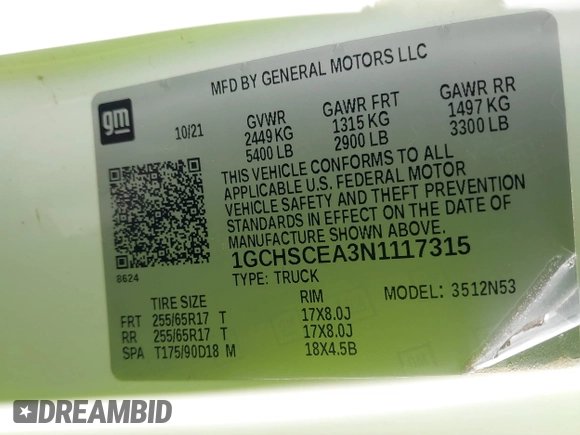 MFD BY GENERAL MOTORS LLC
gm
10/21
GVWR GAWR FRT GAWR RR
2449 KG 1315 KG 1497 KG
5400 LB 2900 LB 3300 LB
THIS VEHICLE CONFORMS TO ALL
APPLICABLE U.S. FEDERAL MOTOR
VEHICLE SAFETY AND THEFT PREVENTION
STANDARDS IN EFFECT ON THE DATE OF
MANUFACTURE SHOWN ABOVE.
8624
1GCHSCEA3N1117315
TYPE: TRUCK
MODEL: 3512N53
TIRE SIZE RIM
FRT 255/65R17 T 17X8.0J
RR 255/65R17 T 17X8.0J
SPA T175/90D18 M 18X4.5B
DREAMBID